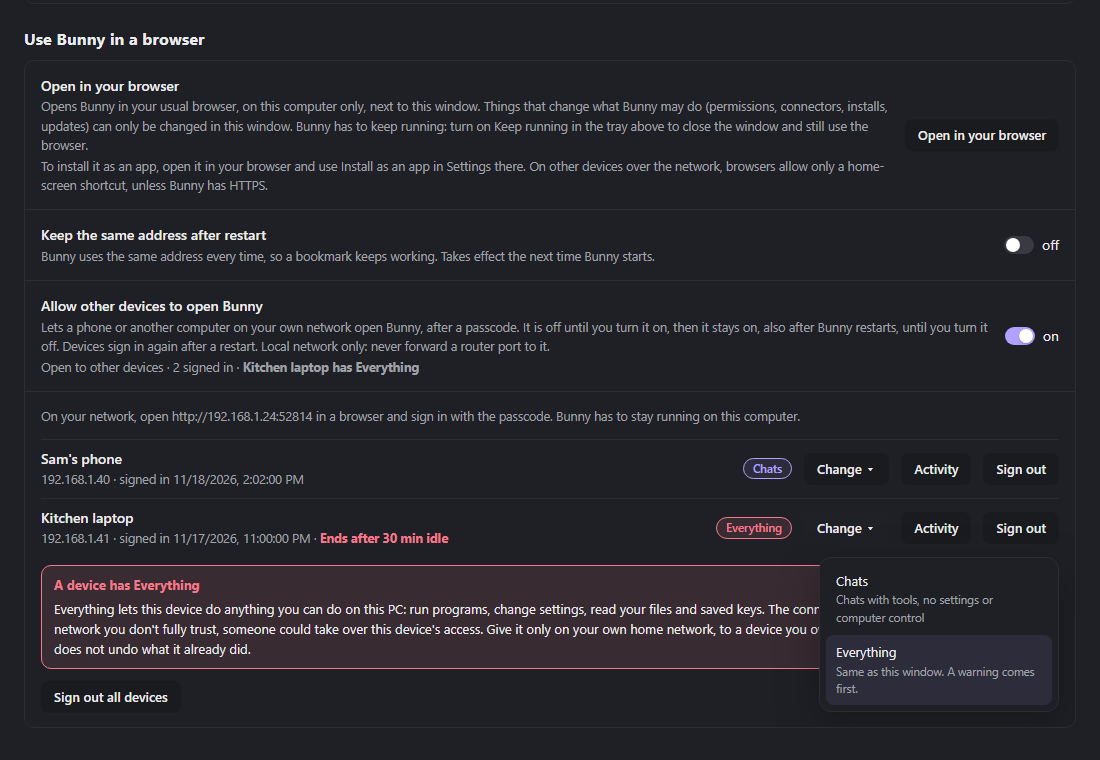 Use Bunny in a browser
Open in your browser
Opens Bunny in your usual browser, on this computer only, next to this window. Things that change what Bunny may do (permissions, connectors, installs,
updates) can only be changed in this window. Bunny has to keep running: turn on Keep running in the tray above to close the window and still use the
browser.
To install it as an app, open it in your browser and use Install as an app in Settings there. On other devices over the network, browsers allow only a home-
screen shortcut, unless Bunny has HTTPS.
Open in your browser
Keep the same address after restart
Bunny uses the same address every time, so a bookmark keeps working. Takes effect the next time Bunny starts.
off
Allow other devices to open Bunny
Lets a phone or another computer on your own network open Bunny, after a passcode. It is off until you turn it on, then it stays on, also after Bunny restarts, until you turn it
off. Devices sign in again after a restart. Local network only: never forward a router port to it.
Open to other devices · 2 signed in · Kitchen laptop has Everything
on
On your network, open http://192.168.1.24:52814 in a browser and sign in with the passcode. Bunny has to stay running on this computer.
Sam's phone
192.168.1.40 · signed in 11/18/2026, 2:02:00 PM
Chats
Change
Activity
Sign out
Kitchen laptop
192.168.1.41 · signed in 11/17/2026, 11:00:00 PM · Ends after 30 min idle
Everything
Change
Activity
Sign out
A device has Everything
Everything lets this device do anything you can do on this PC: run programs, change settings, read your files and saved keys. The
network you don't fully trust, someone could take over this device's access. Give it only on your own home network, to a device you
does not undo what it already did.
Chats
Chats with tools, no settings or
computer control
Everything
Same as this window. A warning comes
first.
Sign out all devices